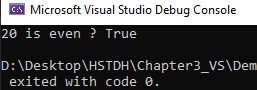 Microsoft Visual Studio Debug Console
20 is even ? True
D:\Desktop\HSTDH\Chapter3_VS\Dem
exited with code 0.